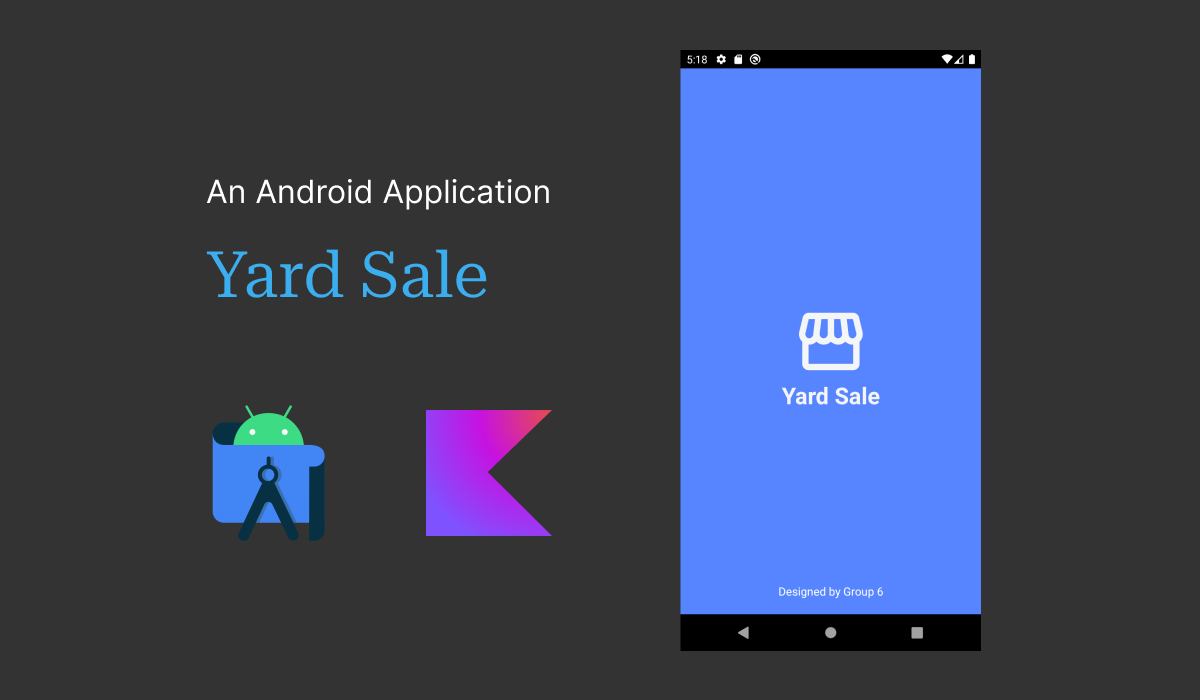 An Android Application
Yard Sale
5:18
Yard Sale
Designed by Group 6